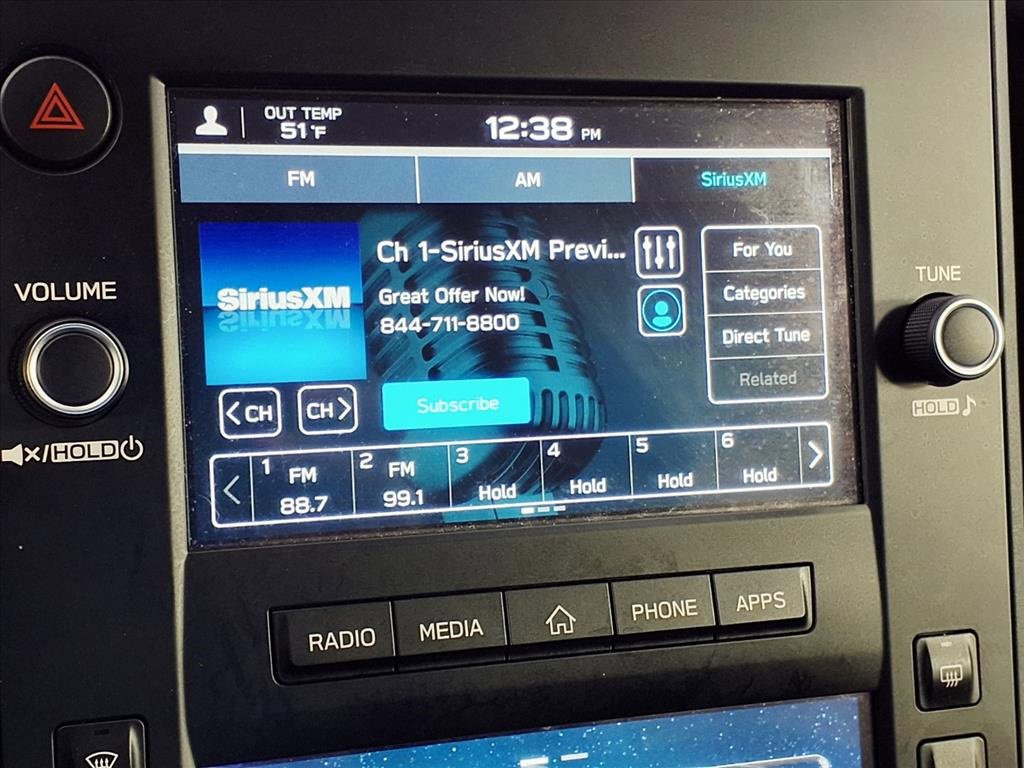 OUT TEMP
51°F
12:38 PM
FM
AM
SiriusXM
SiriusXM
Ch 1-SiriusXM Previ...
Great Offer Now!
844-711-8800
For You
Categories
Direct Tune
Related
< CH
CH >
Subscribe
1 FM 88.7
2 FM 99.1
3 Hold
4 Hold
5 Hold
6 Hold
VOLUME
/HOLD
TUNE
HOLD
RADIO
MEDIA
PHONE
APPS